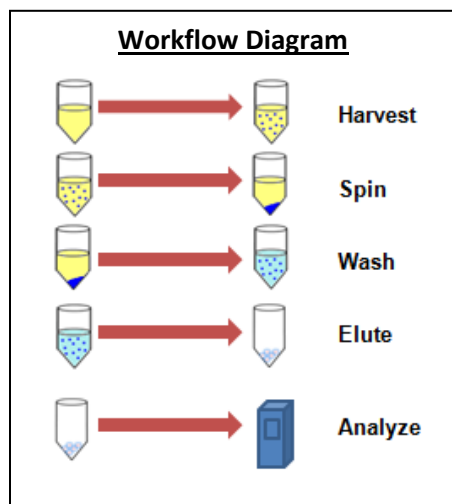 Workflow Diagram
Harvest
Spin
Wash
Elute
Analyze